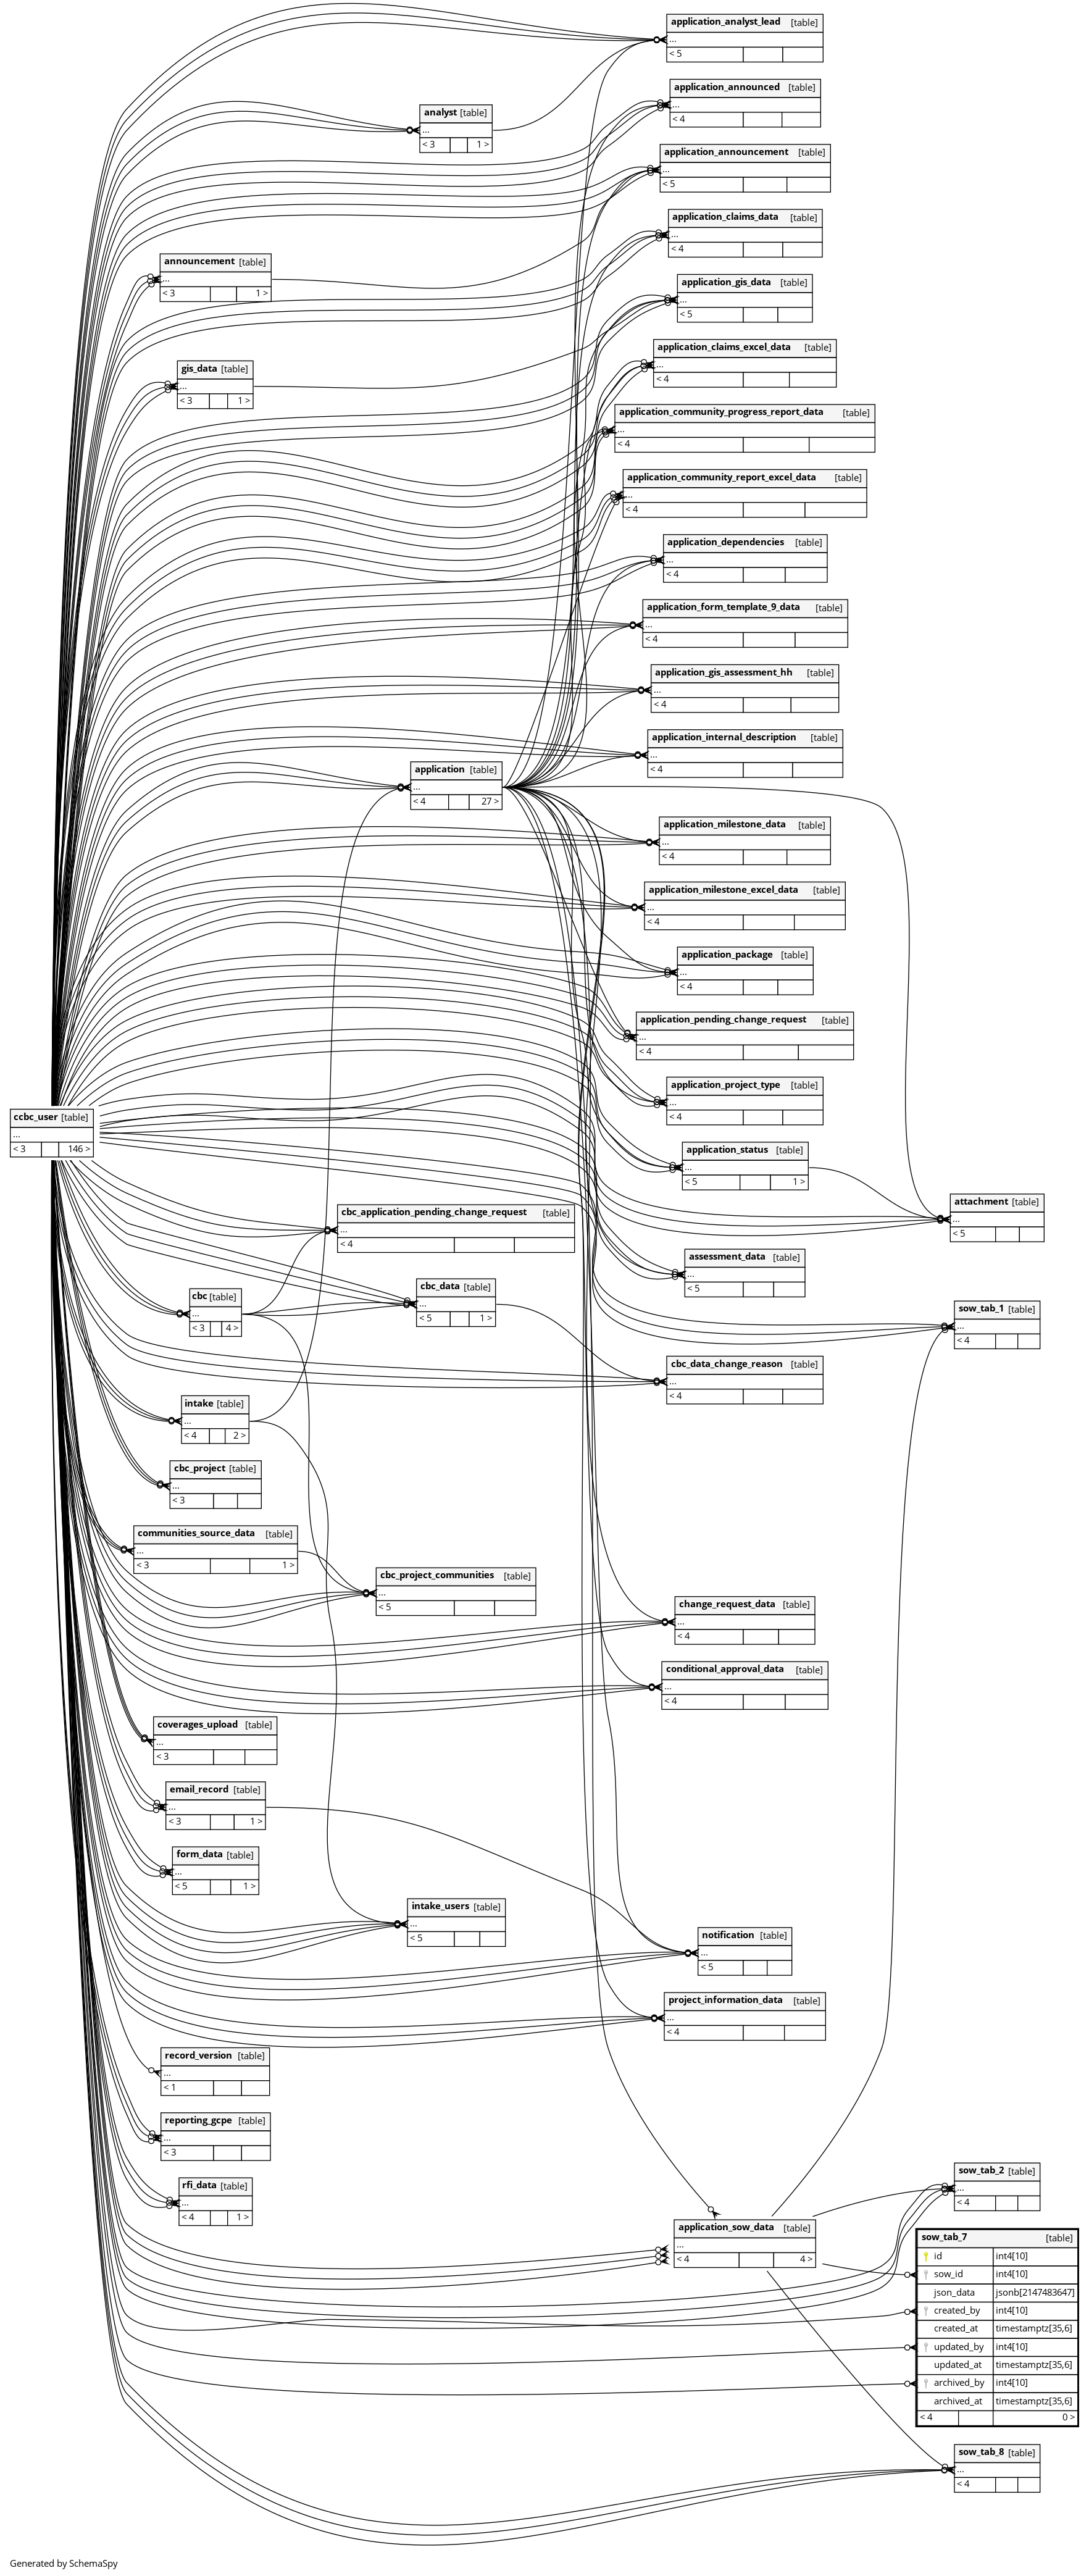 application_analyst_lead [table]
...
< 5
application_announced [table]
...
< 4
analyst [table]
...
< 3 1 >
application_announcement [table]
...
< 5
application_claims_data [table]
...
< 4
announcement [table]
...
< 3 1 >
application_gis_data [table]
...
< 5
application_claims_excel_data [table]
...
< 4
gis_data [table]
...
< 3 1 >
application_community_progress_report_data [table]
...
< 4
application_community_report_excel_data [table]
...
< 4
application_dependencies [table]
...
< 4
application_form_template_9_data [table]
...
< 4
application_gis_assessment_hh [table]
...
< 4
application_internal_description [table]
...
< 4
application [table]
...
< 4 27 >
application_milestone_data [table]
...
< 4
application_milestone_excel_data [table]
...
< 4
application_package [table]
...
< 4
application_pending_change_request [table]
...
< 4
application_project_type [table]
...
< 4
ccbc_user [table]
...
< 3 146 >
application_status [table]
...
< 5 1 >
attachment [table]
...
< 5
cbc_application_pending_change_request [table]
...
< 4
assessment_data [table]
...
< 5
cbc_data [table]
...
< 5 1 >
cbc [table]
...
< 3 4 >
sow_tab_1 [table]
...
< 4
cbc_data_change_reason [table]
...
< 4
intake [table]
...
< 4 2 >
cbc_project [table]
...
< 3
communities_source_data [table]
...
< 3 1 >
cbc_project_communities [table]
...
< 5
change_request_data [table]
...
< 4
conditional_approval_data [table]
...
< 4
coverages_upload [table]
...
< 3
email_record [table]
...
< 3 1 >
form_data [table]
...
< 5 1 >
intake_users [table]
...
< 5
notification [table]
...
< 5
project_information_data [table]
...
< 4
record_version [table]
...
< 1
reporting_gcpe [table]
...
< 3
rfi_data [table]
...
< 4 1 >
sow_tab_2 [table]
...
< 4
application_sow_data [table]
...
< 4 4 >
sow_tab_7 [table]
id int4[10]
sow_id int4[10]
json_data jsonb[2147483647]
created_by int4[10]
created_at timestamptz[35,6]
updated_by int4[10]
updated_at timestamptz[35,6]
archived_by int4[10]
archived_at timestamptz[35,6]
< 4 0 >
sow_tab_8 [table]
...
< 4
Generated by SchemaSpy